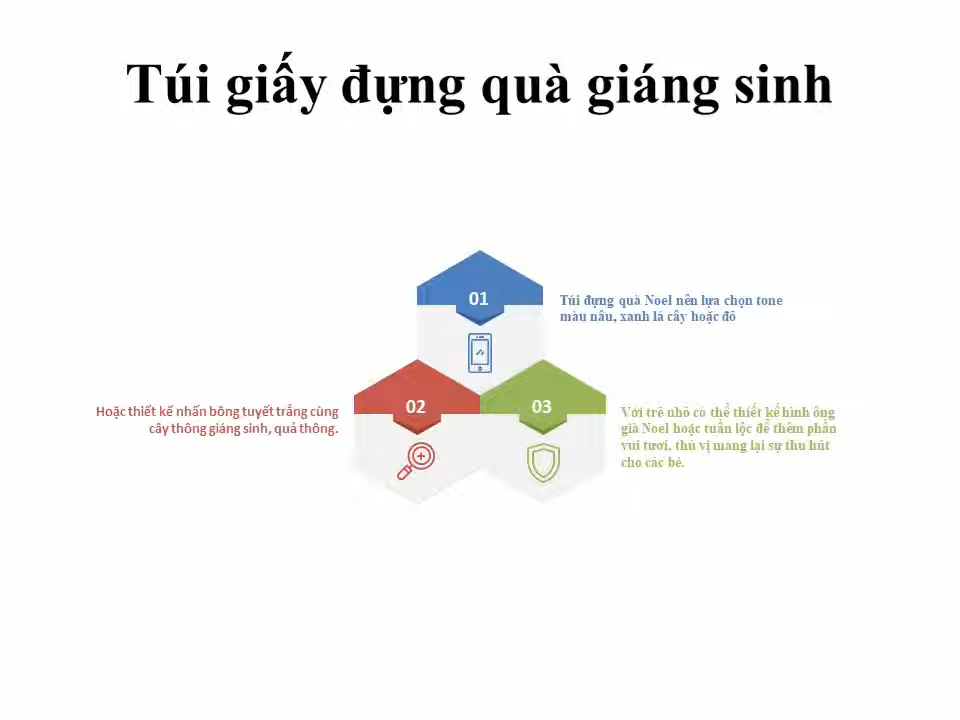 Túi giấy đựng quà giáng sinh
01
Túi đựng quà Noel nên lựa chọn tone
màu nâu, xanh lá cây hoặc đỏ
02
Hoặc thiết kế nhấn bông tuyết trắng cùng
cây thông giáng sinh, quả thông.
03
Với trẻ nhỏ có thể thiết kế hình ông
già Noel hoặc tuần lộc để thêm phần
vui tươi, thú vị mang lại sự thu hút
cho các bé.